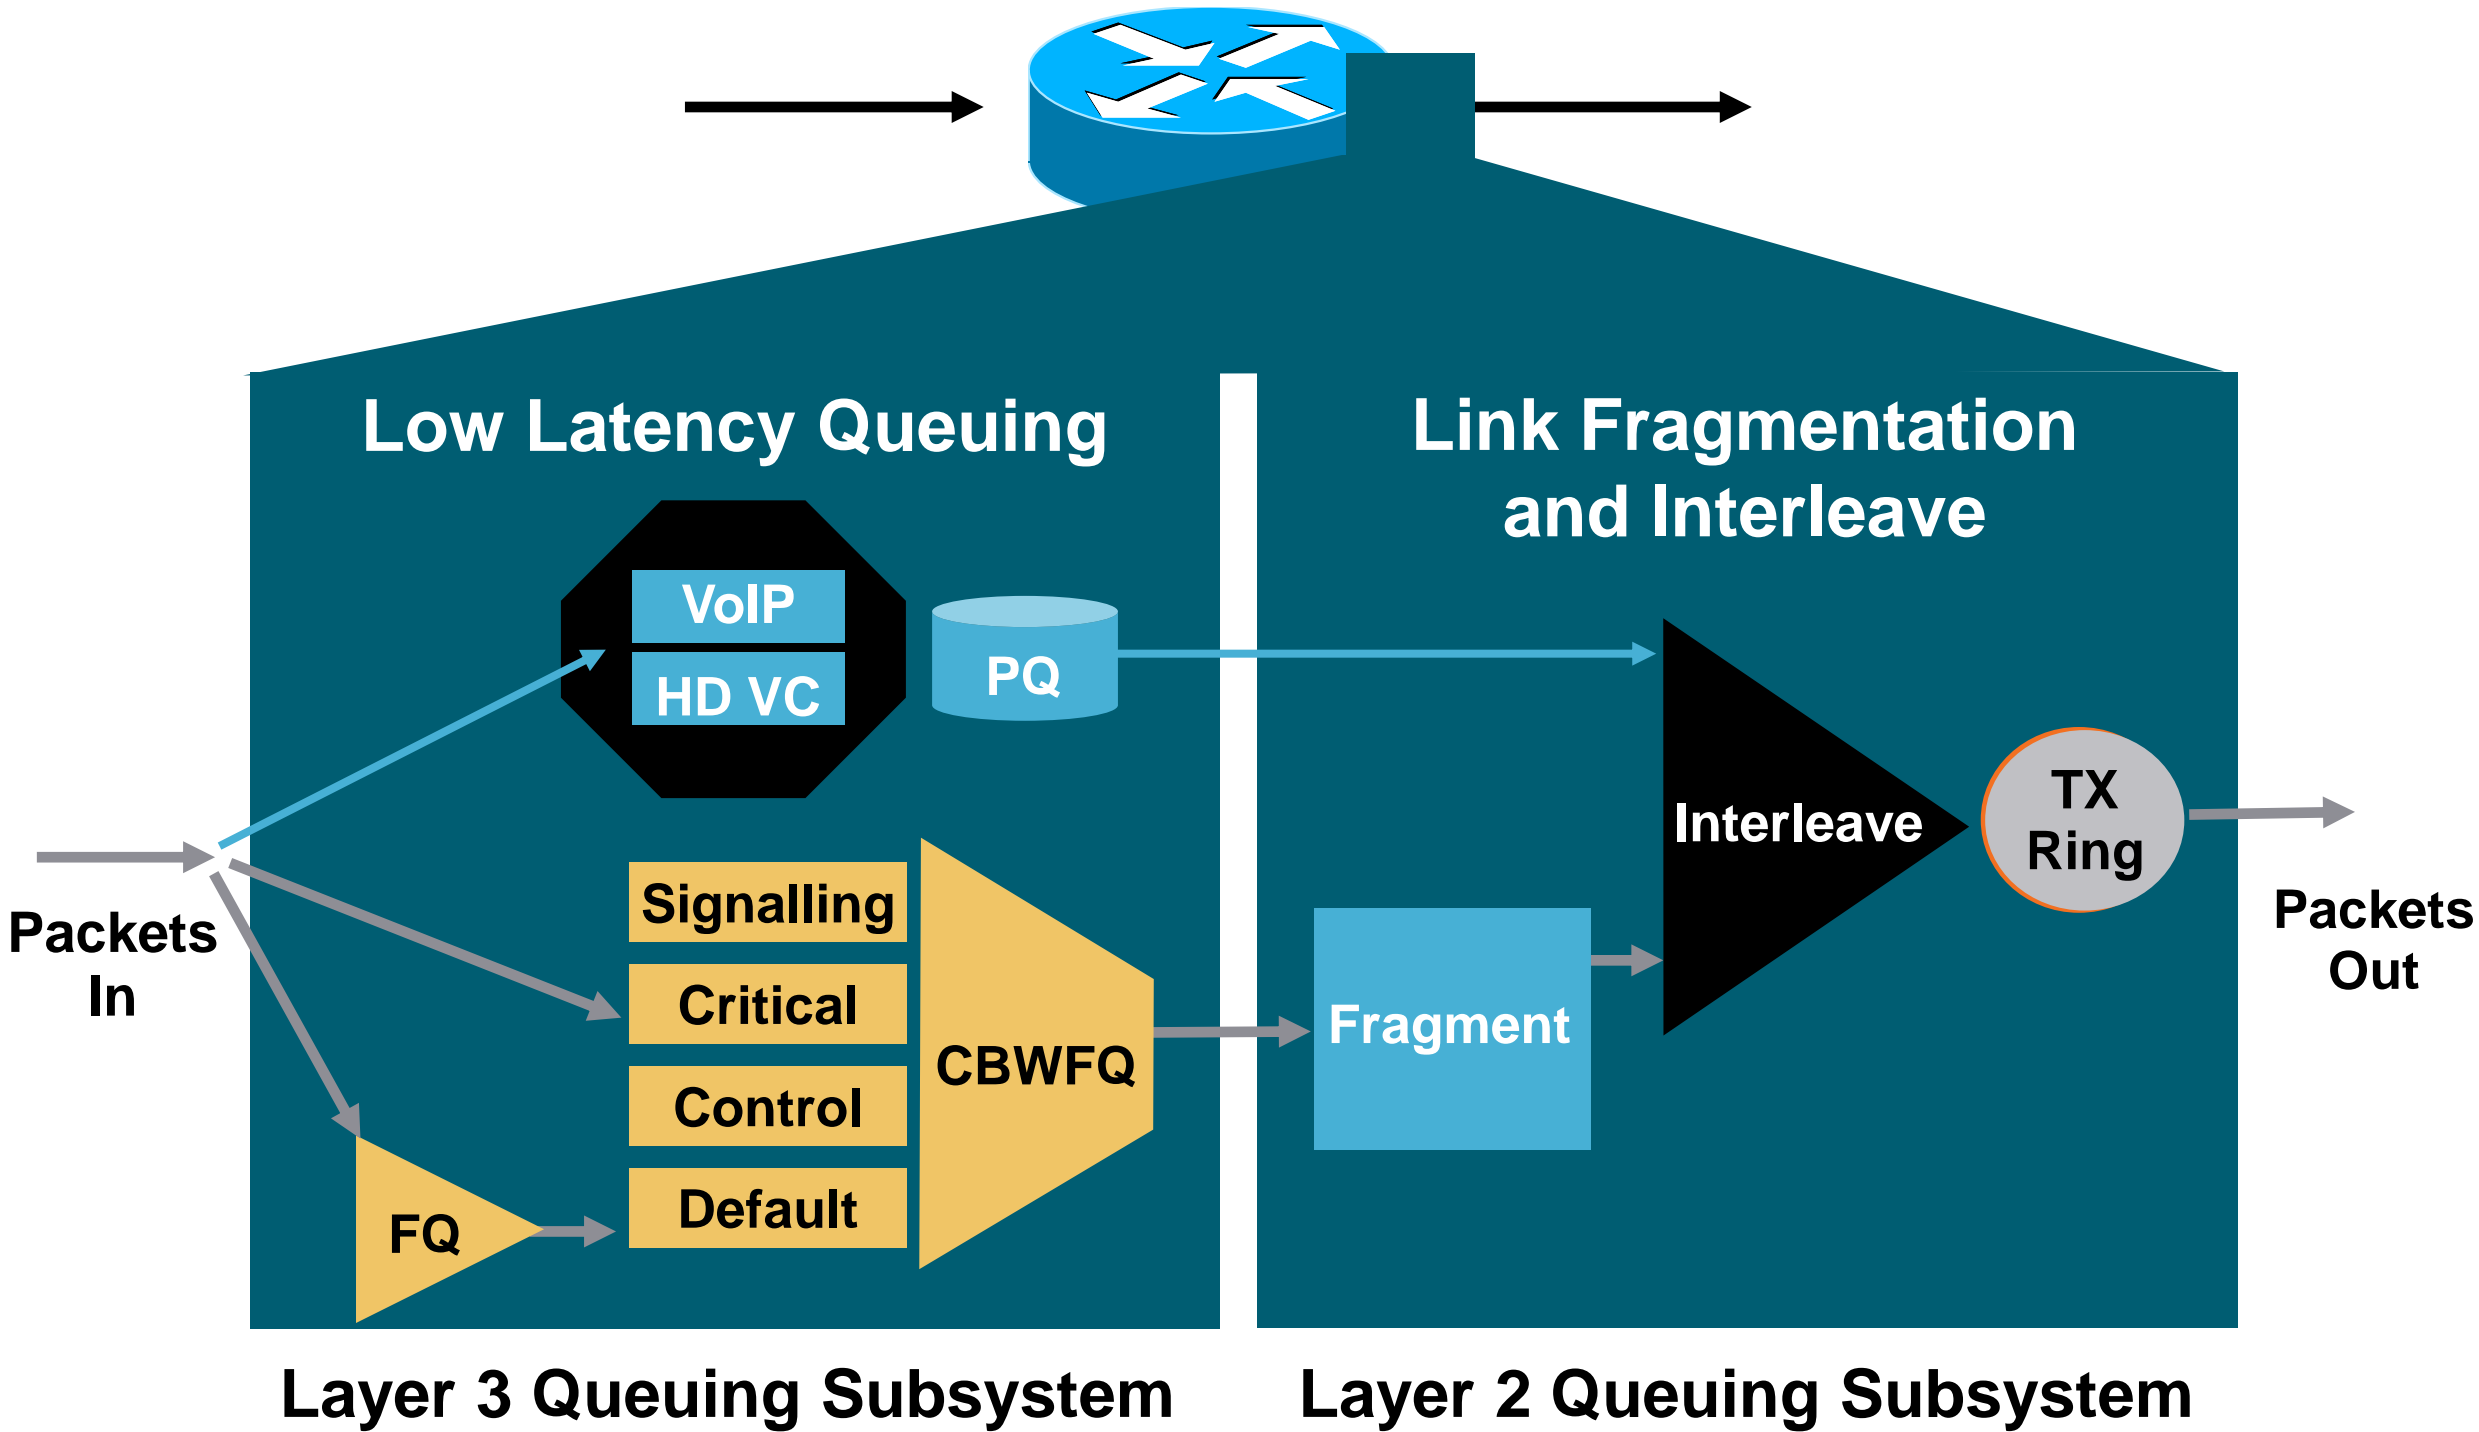 Low Latency Queuing
Link Fragmentation
and Interleave
VoIP
HD VC
PQ
Packets
In
Signalling
Critical
Control
Default
FQ
CBWFQ
Fragment
Interleave
TX
Ring
Packets
Out
Layer 3 Queuing Subsystem
Layer 2 Queuing Subsystem